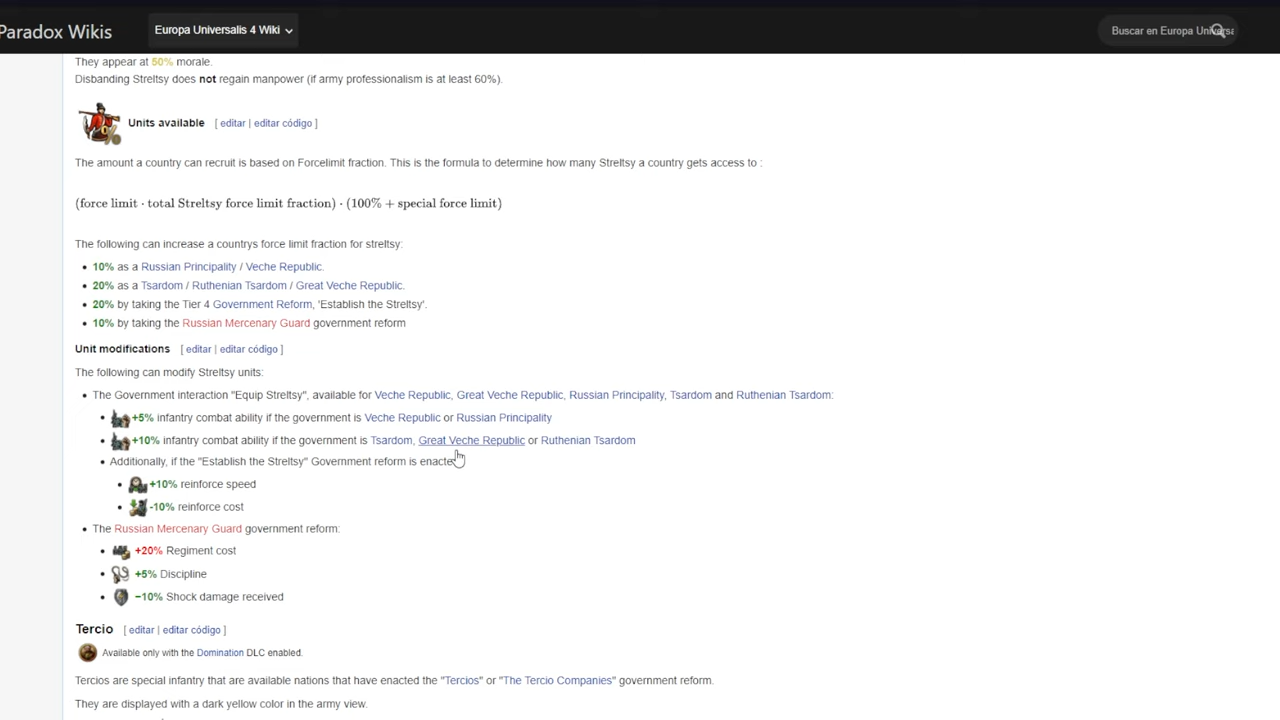 Paradox Wikis
Europa Universalis 4 Wiki
Buscar en Europa Universa
They appear at 50% morale.
Disbanding Streltsy does not regain manpower (if army professionalism is at least 60%).
Units available [ editar | editar código ]
The amount a country can recruit is based on Forcelimit fraction. This is the formula to determine how many Streltsy a country gets access to :
(force limit · total Streltsy force limit fraction) · (100% + special force limit)
The following can increase a countrys force limit fraction for streltsy:
• 10% as a Russian Principality / Veche Republic.
• 20% as a Tsardom / Ruthenian Tsardom / Great Veche Republic.
• 20% by taking the Tier 4 Government Reform, 'Establish the Streltsy'.
• 10% by taking the Russian Mercenary Guard government reform
Unit modifications [ editar | editar código ]
The following can modify Streltsy units:
• The Government interaction "Equip Streltsy", available for Veche Republic, Great Veche Republic, Russian Principality, Tsardom and Ruthenian Tsardom:
• +5% infantry combat ability if the government is Veche Republic or Russian Principality
• +10% infantry combat ability if the government is Tsardom, Great Veche Republic or Ruthenian Tsardom
• Additionally, if the "Establish the Streltsy" Government reform is enacte
• +10% reinforce speed
• -10% reinforce cost
• The Russian Mercenary Guard government reform:
• +20% Regiment cost
• +5% Discipline
• −10% Shock damage received
Tercio [ editar | editar código ]
Available only with the Domination DLC enabled.
Tercios are special infantry that are available nations that have enacted the "Tercios" or "The Tercio Companies" government reform.
They are displayed with a dark yellow color in the army view.